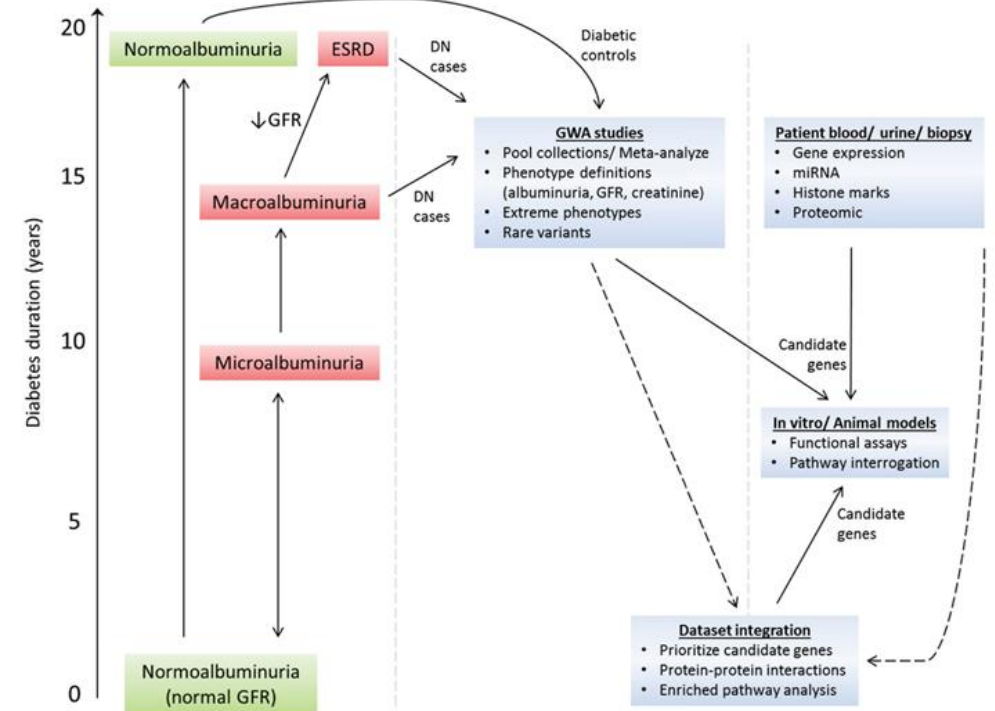 20
Normoalbuminuria
ESRD
DN
cases
Diabetic
controls
↓GFR
GWA studies
• Pool collections/ Meta-analyze
• Phenotype definitions
(albuminuria, GFR, creatinine)
• Extreme phenotypes
• Rare variants
Patient blood/ urine/ biopsy
• Gene expression
• miRNA
• Histone marks
• Proteomic
15
Macroalbuminuria
DN
cases
Diabetes duration (years)
10
Microalbuminuria
Candidate
genes
In vitro/ Animal models
• Functional assays
• Pathway interrogation
5
Candidate
genes
Dataset integration
• Prioritize candidate genes
• Protein-protein interactions
• Enriched pathway analysis
Normoalbuminuria
(normal GFR)
0